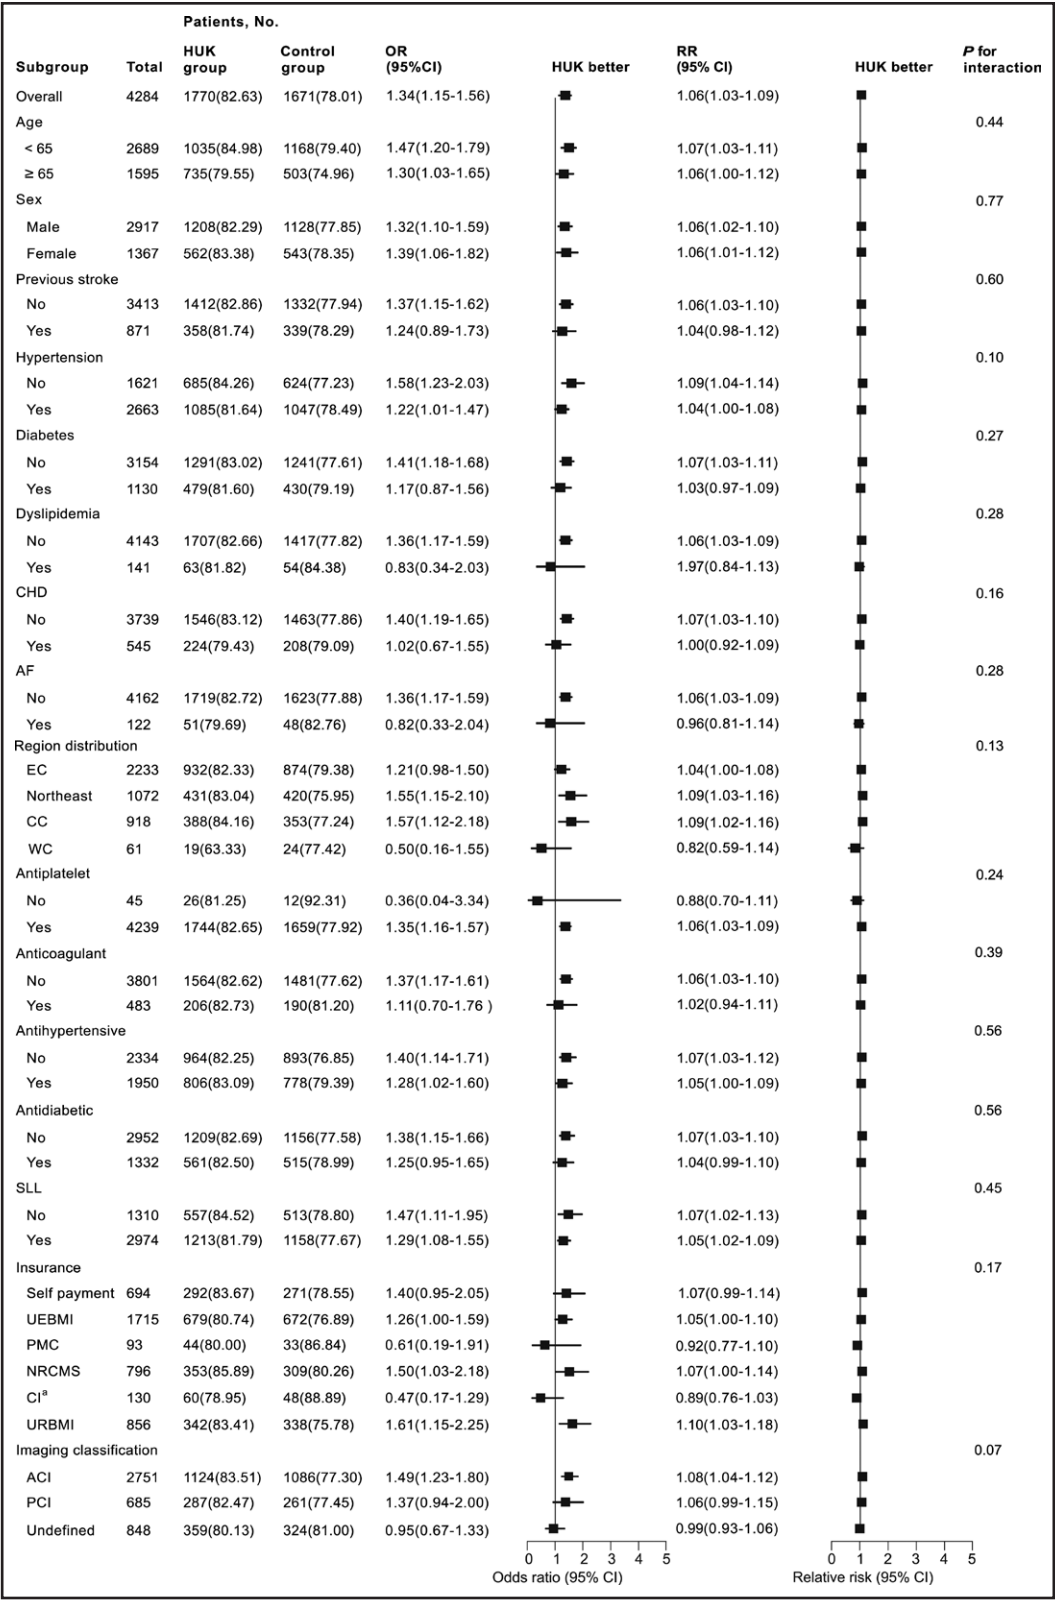 Patients, No.
Subgroup Total HUK group Control group OR (95%CI) HUK better RR (95% CI) HUK better P for interaction
Overall 4284 1770(82.63) 1671(78.01) 1.34(1.15-1.56) 1.06(1.03-1.09)
Age 0.44
< 65 2689 1035(84.98) 1168(79.40) 1.47(1.20-1.79) 1.07(1.03-1.11)
≥ 65 1595 735(79.55) 503(74.96) 1.30(1.03-1.65) 1.06(1.00-1.12)
Sex 0.77
Male 2917 1208(82.29) 1128(77.85) 1.32(1.10-1.59) 1.06(1.02-1.10)
Female 1367 562(83.38) 543(78.35) 1.39(1.06-1.82) 1.06(1.01-1.12)
Previous stroke 0.60
No 3413 1412(82.86) 1332(77.94) 1.37(1.15-1.62) 1.06(1.03-1.10)
Yes 871 358(81.74) 339(78.29) 1.24(0.89-1.73) 1.04(0.98-1.12)
Hypertension 0.10
No 1621 685(84.26) 624(77.23) 1.58(1.23-2.03) 1.09(1.04-1.14)
Yes 2663 1085(81.64) 1047(78.49) 1.22(1.01-1.47) 1.04(1.00-1.08)
Diabetes 0.27
No 3154 1291(83.02) 1241(77.61) 1.41(1.18-1.68) 1.07(1.03-1.11)
Yes 1130 479(81.60) 430(79.19) 1.17(0.87-1.56) 1.03(0.97-1.09)
Dyslipidemia 0.28
No 4143 1707(82.66) 1417(77.82) 1.36(1.17-1.59) 1.06(1.03-1.09)
Yes 141 63(81.82) 54(84.38) 0.83(0.34-2.03) 1.97(0.84-1.13)
CHD 0.16
No 3739 1546(83.12) 1463(77.86) 1.40(1.19-1.65) 1.07(1.03-1.10)
Yes 545 224(79.43) 208(79.09) 1.02(0.67-1.55) 1.00(0.92-1.09)
AF 0.28
No 4162 1719(82.72) 1623(77.88) 1.36(1.17-1.59) 1.06(1.03-1.09)
Yes 122 51(79.69) 48(82.76) 0.82(0.33-2.04) 0.96(0.81-1.14)
Region distribution 0.13
EC 2233 932(82.33) 874(79.38) 1.21(0.98-1.50) 1.04(1.00-1.08)
Northeast 1072 431(83.04) 420(75.95) 1.55(1.15-2.10) 1.09(1.03-1.16)
CC 918 388(84.16) 353(77.24) 1.57(1.12-2.18) 1.09(1.02-1.16)
WC 61 19(63.33) 24(77.42) 0.50(0.16-1.55) 0.82(0.59-1.14)
Antiplatelet 0.24
No 45 26(81.25) 12(92.31) 0.36(0.04-3.34) 0.88(0.70-1.11)
Yes 4239 1744(82.65) 1659(77.92) 1.35(1.16-1.57) 1.06(1.03-1.09)
Anticoagulant 0.39
No 3801 1564(82.62) 1481(77.62) 1.37(1.17-1.61) 1.06(1.03-1.10)
Yes 483 206(82.73) 190(81.20) 1.11(0.70-1.76 ) 1.02(0.94-1.11)
Antihypertensive 0.56
No 2334 964(82.25) 893(76.85) 1.40(1.14-1.71) 1.07(1.03-1.12)
Yes 1950 806(83.09) 778(79.39) 1.28(1.02-1.60) 1.05(1.00-1.09)
Antidiabetic 0.56
No 2952 1209(82.69) 1156(77.58) 1.38(1.15-1.66) 1.07(1.03-1.10)
Yes 1332 561(82.50) 515(78.99) 1.25(0.95-1.65) 1.04(0.99-1.10)
SLL 0.45
No 1310 557(84.52) 513(78.80) 1.47(1.11-1.95) 1.07(1.02-1.13)
Yes 2974 1213(81.79) 1158(77.67) 1.29(1.08-1.55) 1.05(1.02-1.09)
Insurance 0.17
Self payment 694 292(83.67) 271(78.55) 1.40(0.95-2.05) 1.07(0.99-1.14)
UEBMI 1715 679(80.74) 672(76.89) 1.26(1.00-1.59) 1.05(1.00-1.10)
PMC 93 44(80.00) 33(86.84) 0.61(0.19-1.91) 0.92(0.77-1.10)
NRCMS 796 353(85.89) 309(80.26) 1.50(1.03-2.18) 1.07(1.00-1.14)
CIª 130 60(78.95) 48(88.89) 0.47(0.17-1.29) 0.89(0.76-1.03)
URBMI 856 342(83.41) 338(75.78) 1.61(1.15-2.25) 1.10(1.03-1.18)
Imaging classification 0.07
ACI 2751 1124(83.51) 1086(77.30) 1.49(1.23-1.80) 1.08(1.04-1.12)
PCI 685 287(82.47) 261(77.45) 1.37(0.94-2.00) 1.06(0.99-1.15)
Undefined 848 359(80.13) 324(81.00) 0.95(0.67-1.33) 0.99(0.93-1.06)
0 1 2 3 4 5 0 1 2 3 4 5
Odds ratio (95% CI) Relative risk (95% CI)